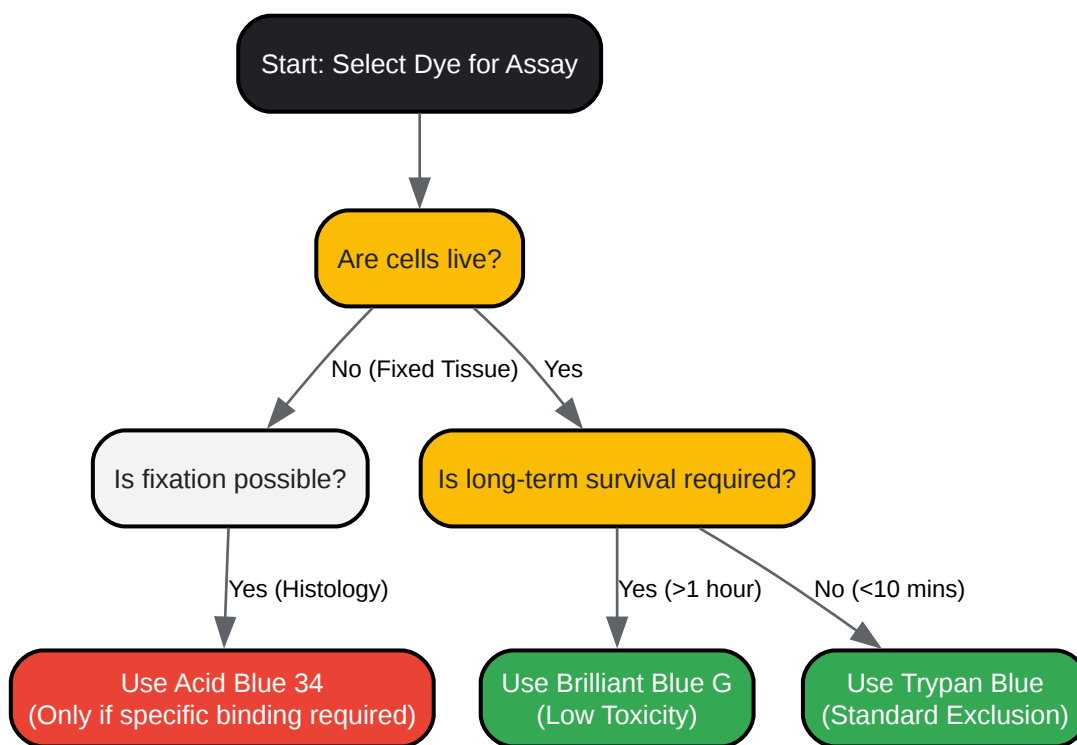 Start: Select Dye for Assay
Are cells live?
No (Fixed Tissue)
Yes
Is fixation possible?
Is long-term survival required?
Yes (Histology)
Yes (>1 hour)
No (<10 mins)
Use Acid Blue 34
(Only if specific binding required)
Use Brilliant Blue G
(Low Toxicity)
Use Trypan Blue
(Standard Exclusion)